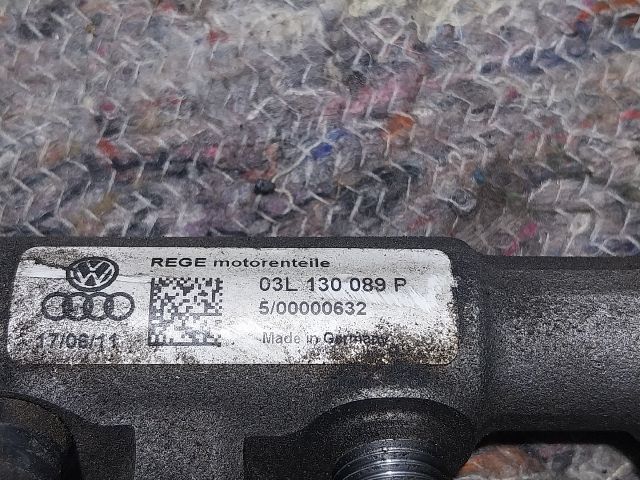 REGE motorenteile
03L 130 089 P
5/00000632
17/08/11
Made in Germany